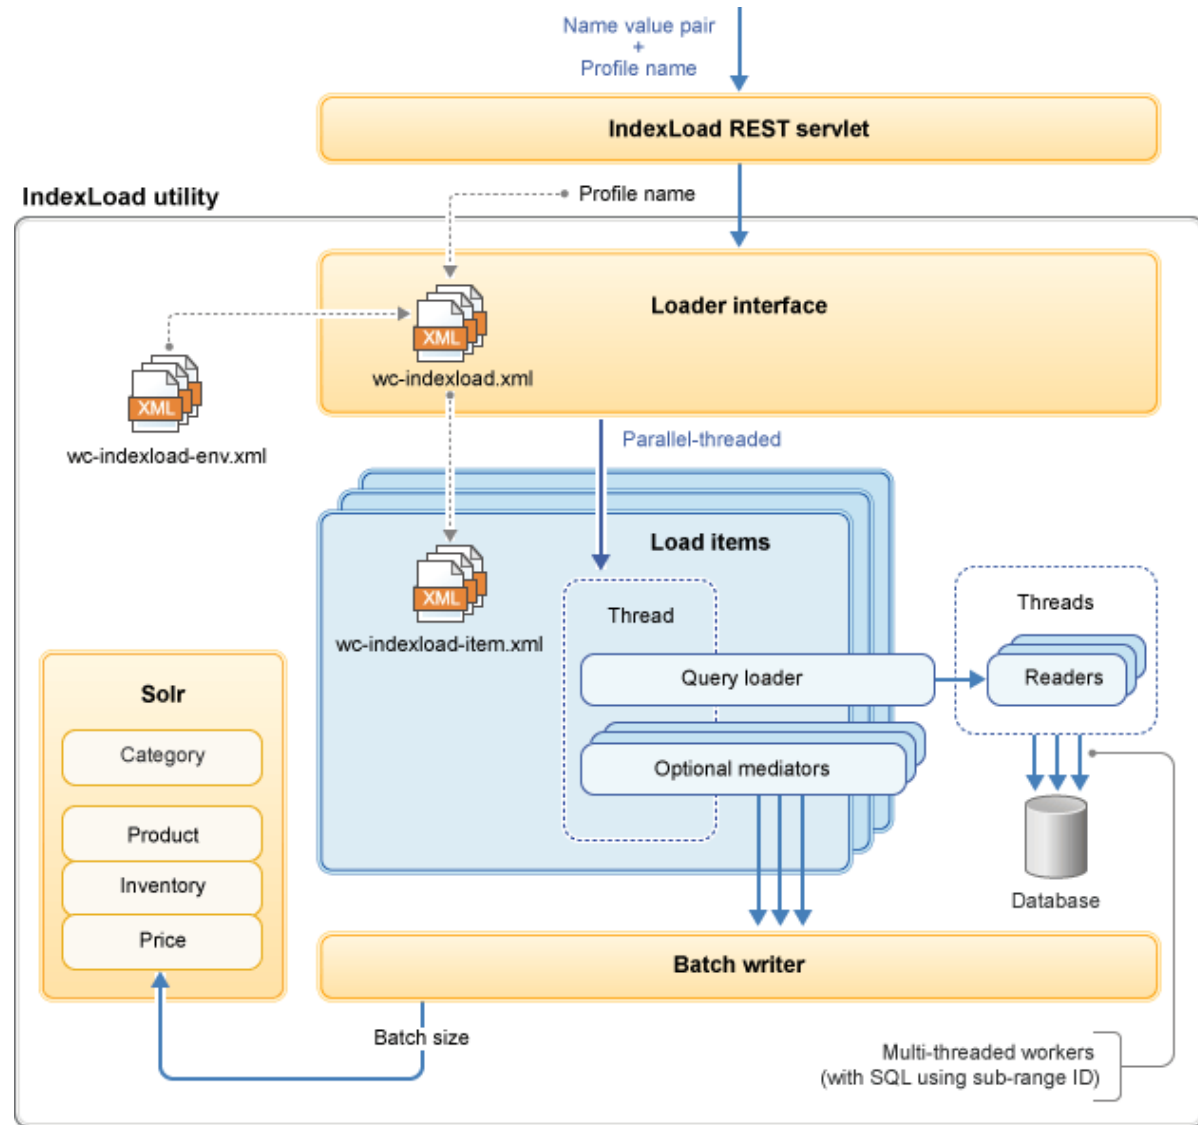 Name value pair
+
Profile name
IndexLoad REST servlet
IndexLoad utility
Profile name
Loader interface
XML
wc-indexload.xml
XML
wc-indexload-env.xml
Parallel-threaded
Load items
XML
wc-indexload-item.xml
Thread
Query loader
Optional mediators
Threads
Readers
Database
Solr
Category
Product
Inventory
Price
Batch writer
Batch size
Multi-threaded workers
(with SQL using sub-range ID)